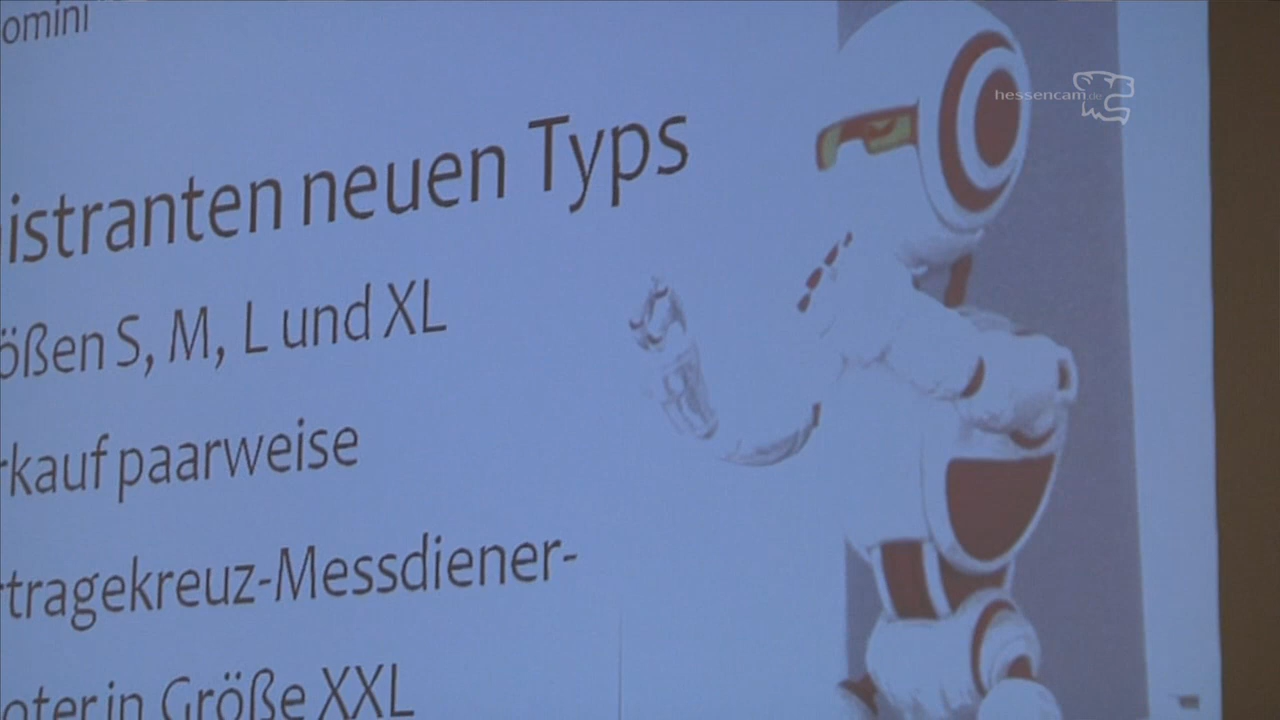 omini
hessencam.de
istranten neuen Typs
ößen S, M, L und XL
rkauf paarweise
rtragekreuz-Messdiener-
oter in Größe XXL